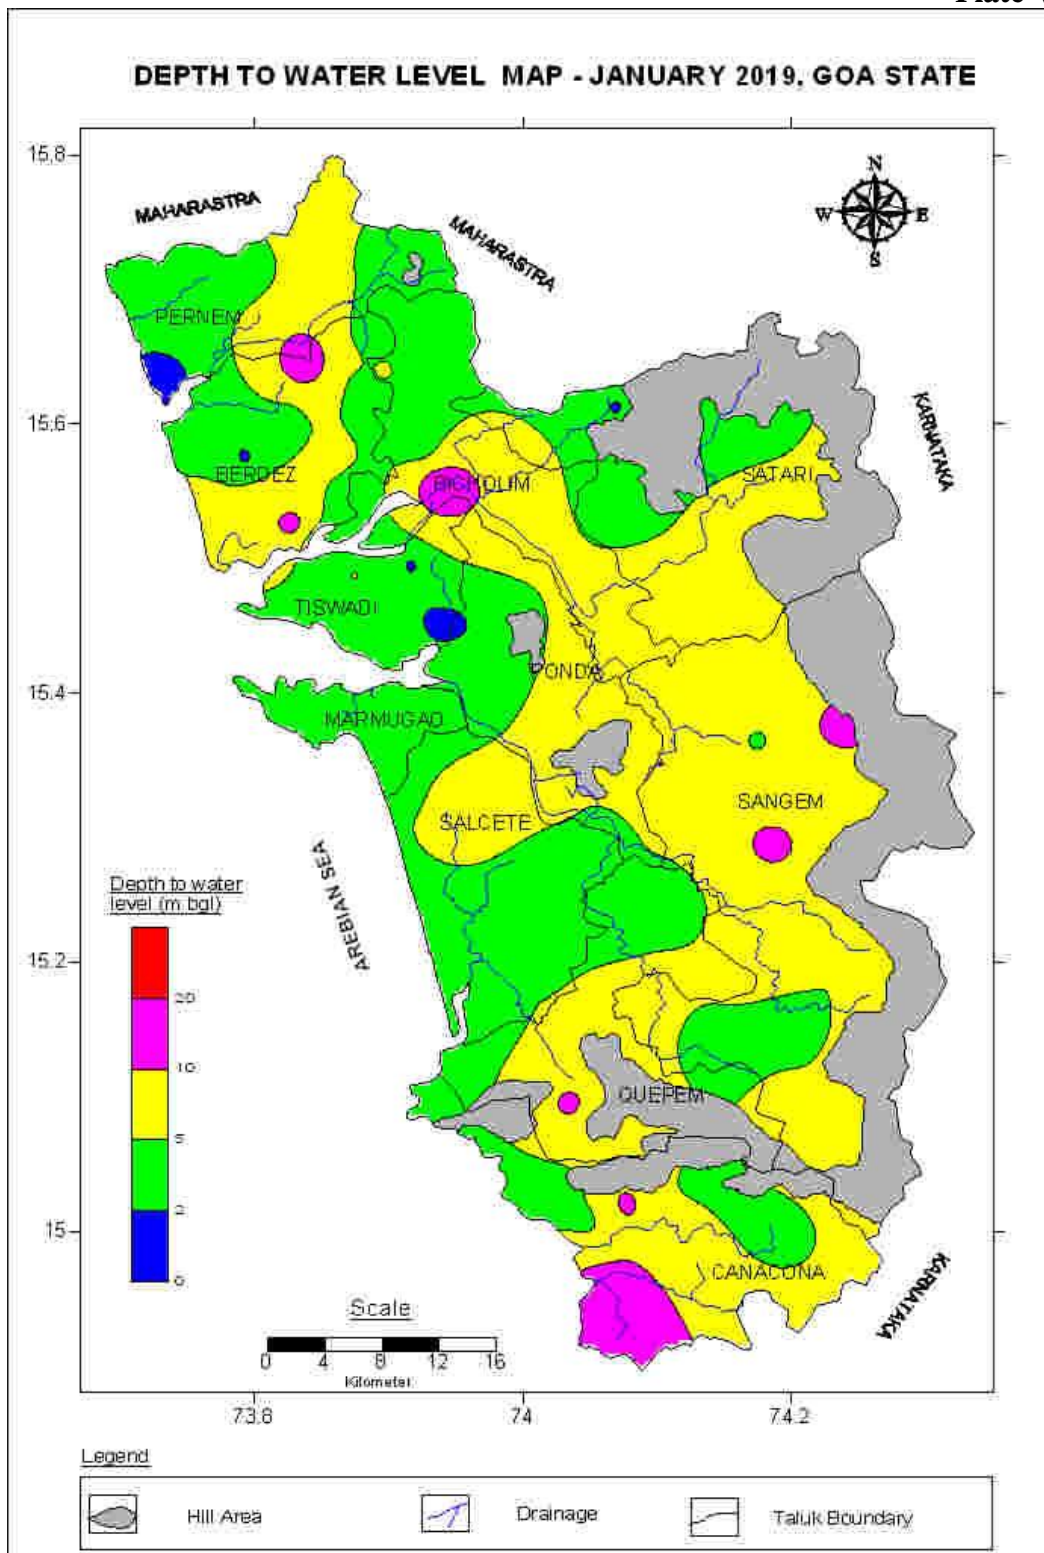 DEPTH TO WATER LEVEL MAP - JANUARY 2019, GOA STATE
15.8
N
MAHARASTRA
MAHARASTRA
W
E
S
PERNEM
15.6
KARNATAKA
BERDEZ
BICHOLIM
SATARI
TISWADI
PONDA
15.4
MARMUGAO
SANGEM
SALCETE
AREBIAN SEA
Depth to water
level (m bgl)
15.2
20
10
QUEPEM
5
2
15
CANACONA
KARNATAKA
0
Scale
0 4 8 12 16
Kilometer
73.8 74 74.2
Legend
Hill Area
Drainage
Taluk Boundary